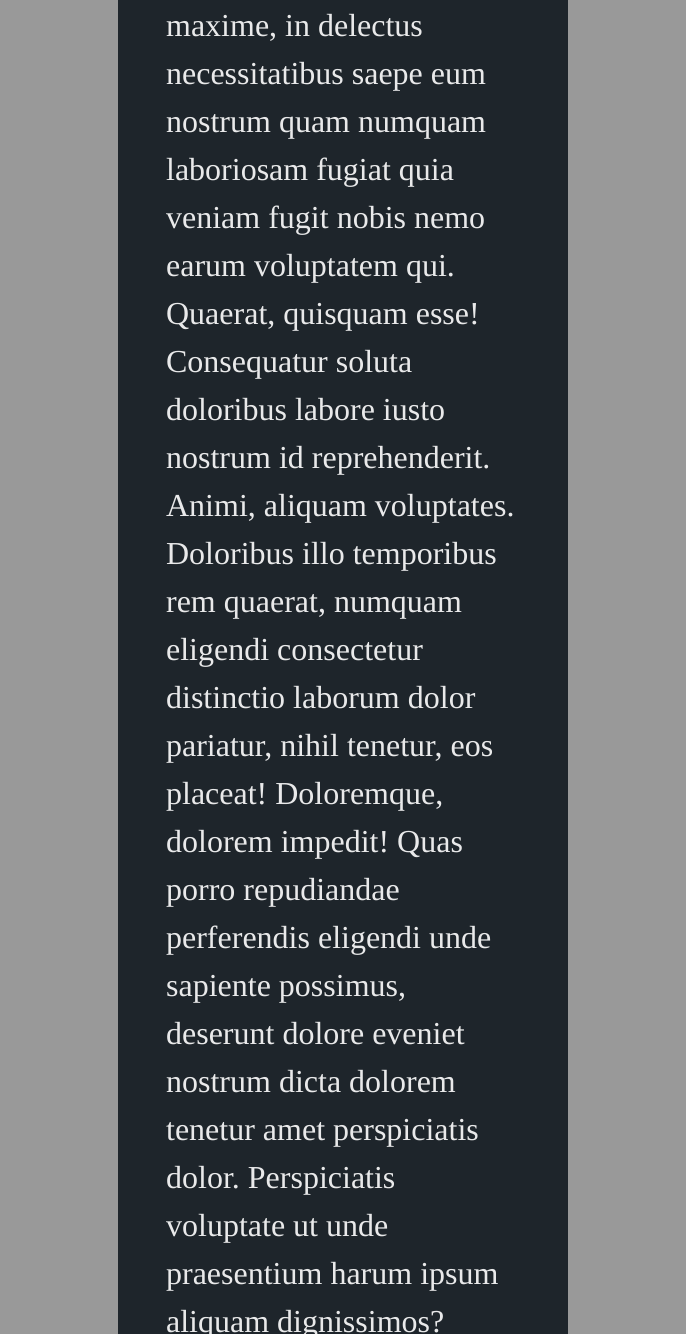 maxime, in delectus
necessitatibus saepe eum
nostrum quam numquam
laboriosam fugiat quia
veniam fugit nobis nemo
earum voluptatem qui.
Quaerat, quisquam esse!
Consequatur soluta
doloribus labore iusto
nostrum id reprehenderit.
Animi, aliquam voluptates.
Doloribus illo temporibus
rem quaerat, numquam
eligendi consectetur
distinctio laborum dolor
pariatur, nihil tenetur, eos
placeat! Doloremque,
dolorem impedit! Quas
porro repudiandae
perferendis eligendi unde
sapiente possimus,
deserunt dolore eveniet
nostrum dicta dolorem
tenetur amet perspiciatis
dolor. Perspiciatis
voluptate ut unde
praesentium harum ipsum
aliquam dignissimos?